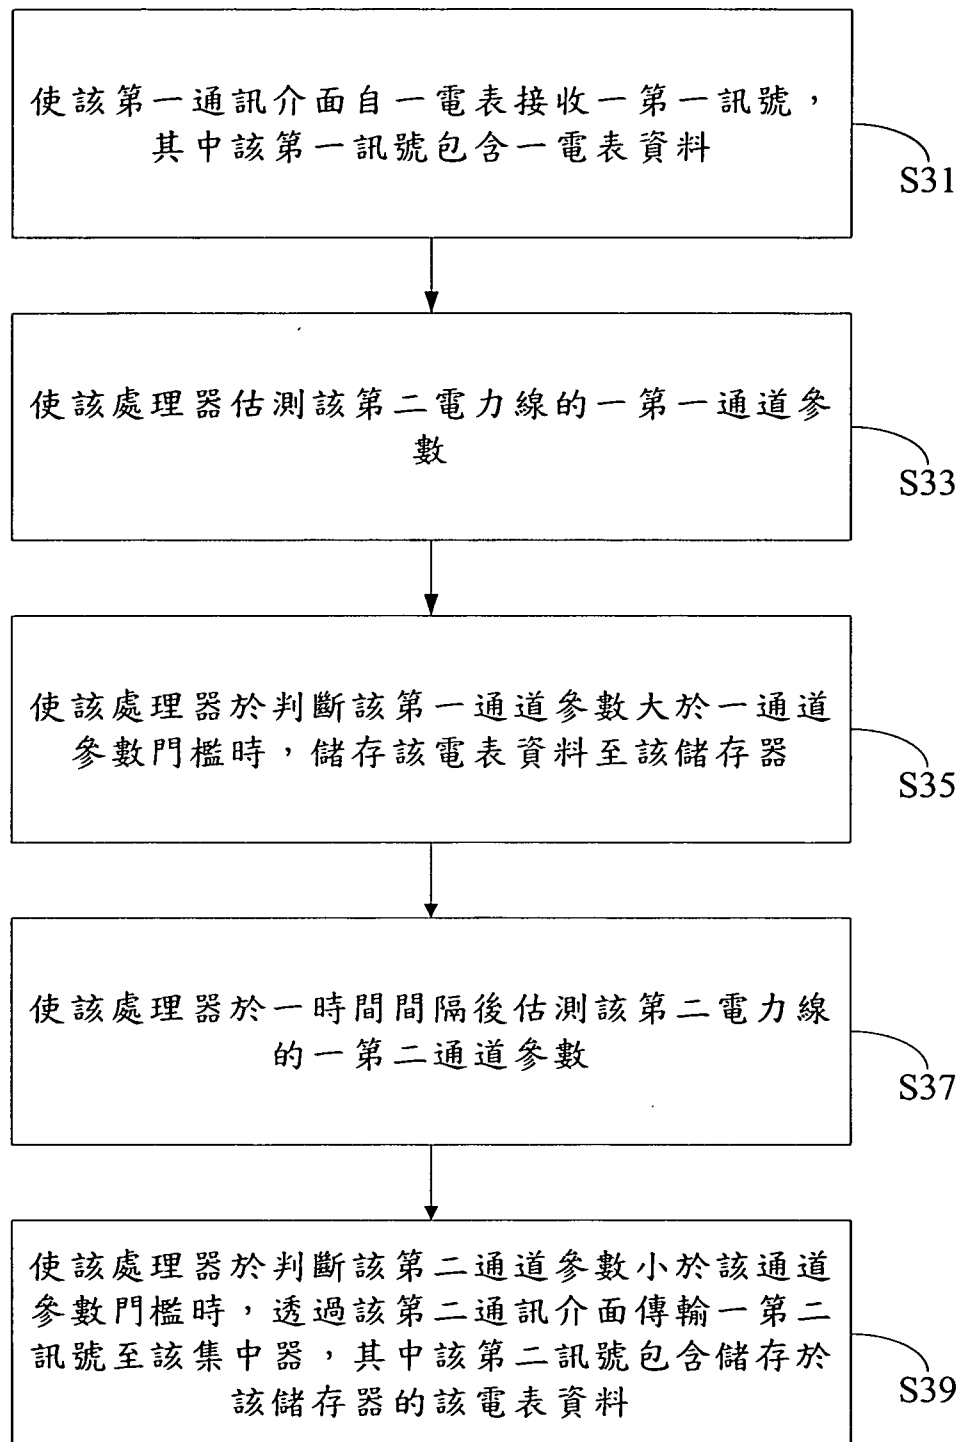 使該第一通訊介面自一電表接收一第一訊號，
其中該第一訊號包含一電表資料
S31
使該處理器估測該第二電力線的一第一通道參
數
S33
使該處理器於判斷該第一通道參數大於一通道
參數門檻時，儲存該電表資料至該儲存器
S35
使該處理器於一時間間隔後估測該第二電力線
的一第二通道參數
S37
使該處理器於判斷該第二通道參數小於該通道
參數門檻時，透過該第二通訊介面傳輸一第二
訊號至該集中器，其中該第二訊號包含儲存於
該儲存器的該電表資料
S39